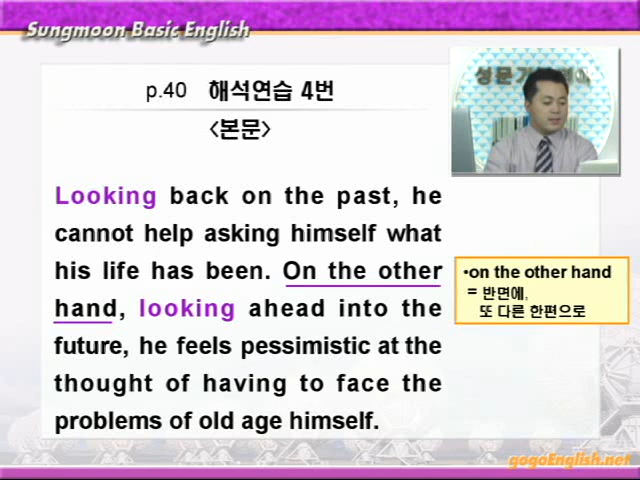 Sungmoon Basic English
p.40 해석연습 4번
<본문>
Looking back on the past, he
cannot help asking himself what
his life has been. On the other
hand, looking ahead into the
future, he feels pessimistic at the
thought of having to face the
problems of old age himself.
•on the other hand
= 반면에,
또 다른 한편으로
gogoEnglish.net